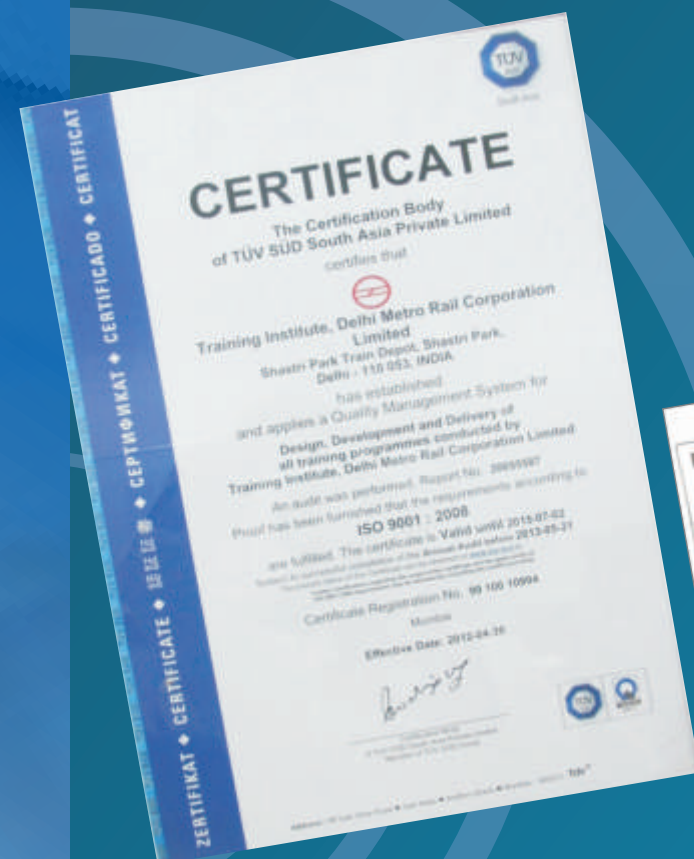 ZERTIFIKAT ◆ CERTIFICATE ◆ 認証証書 ◆ СЕРТИФИКАТ ◆ CERTIFICADO ◆ CERTIFICAT
TÜV
CERTIFICATE
The Certification Body
of TÜV SÜD South Asia Private Limited
certifies that
Training Institute, Delhi Metro Rail Corporation
Limited
Shastri Park Train Depot, Shastri Park,
Delhi - 110 053, INDIA
has established
and applies a Quality Management System for
Design, Development and Delivery of
all training programmes conducted by
Training Institute, Delhi Metro Rail Corporation Limited
An audit was performed, Report No.
Proof has been furnished that the requirements according to
ISO 9001 : 2008
are fulfilled. The certificate is Valid until 2015-07-02
Certificate Registration No. 99 100 10994
Mumbai
Effective Date: 2012-04-
TÜV